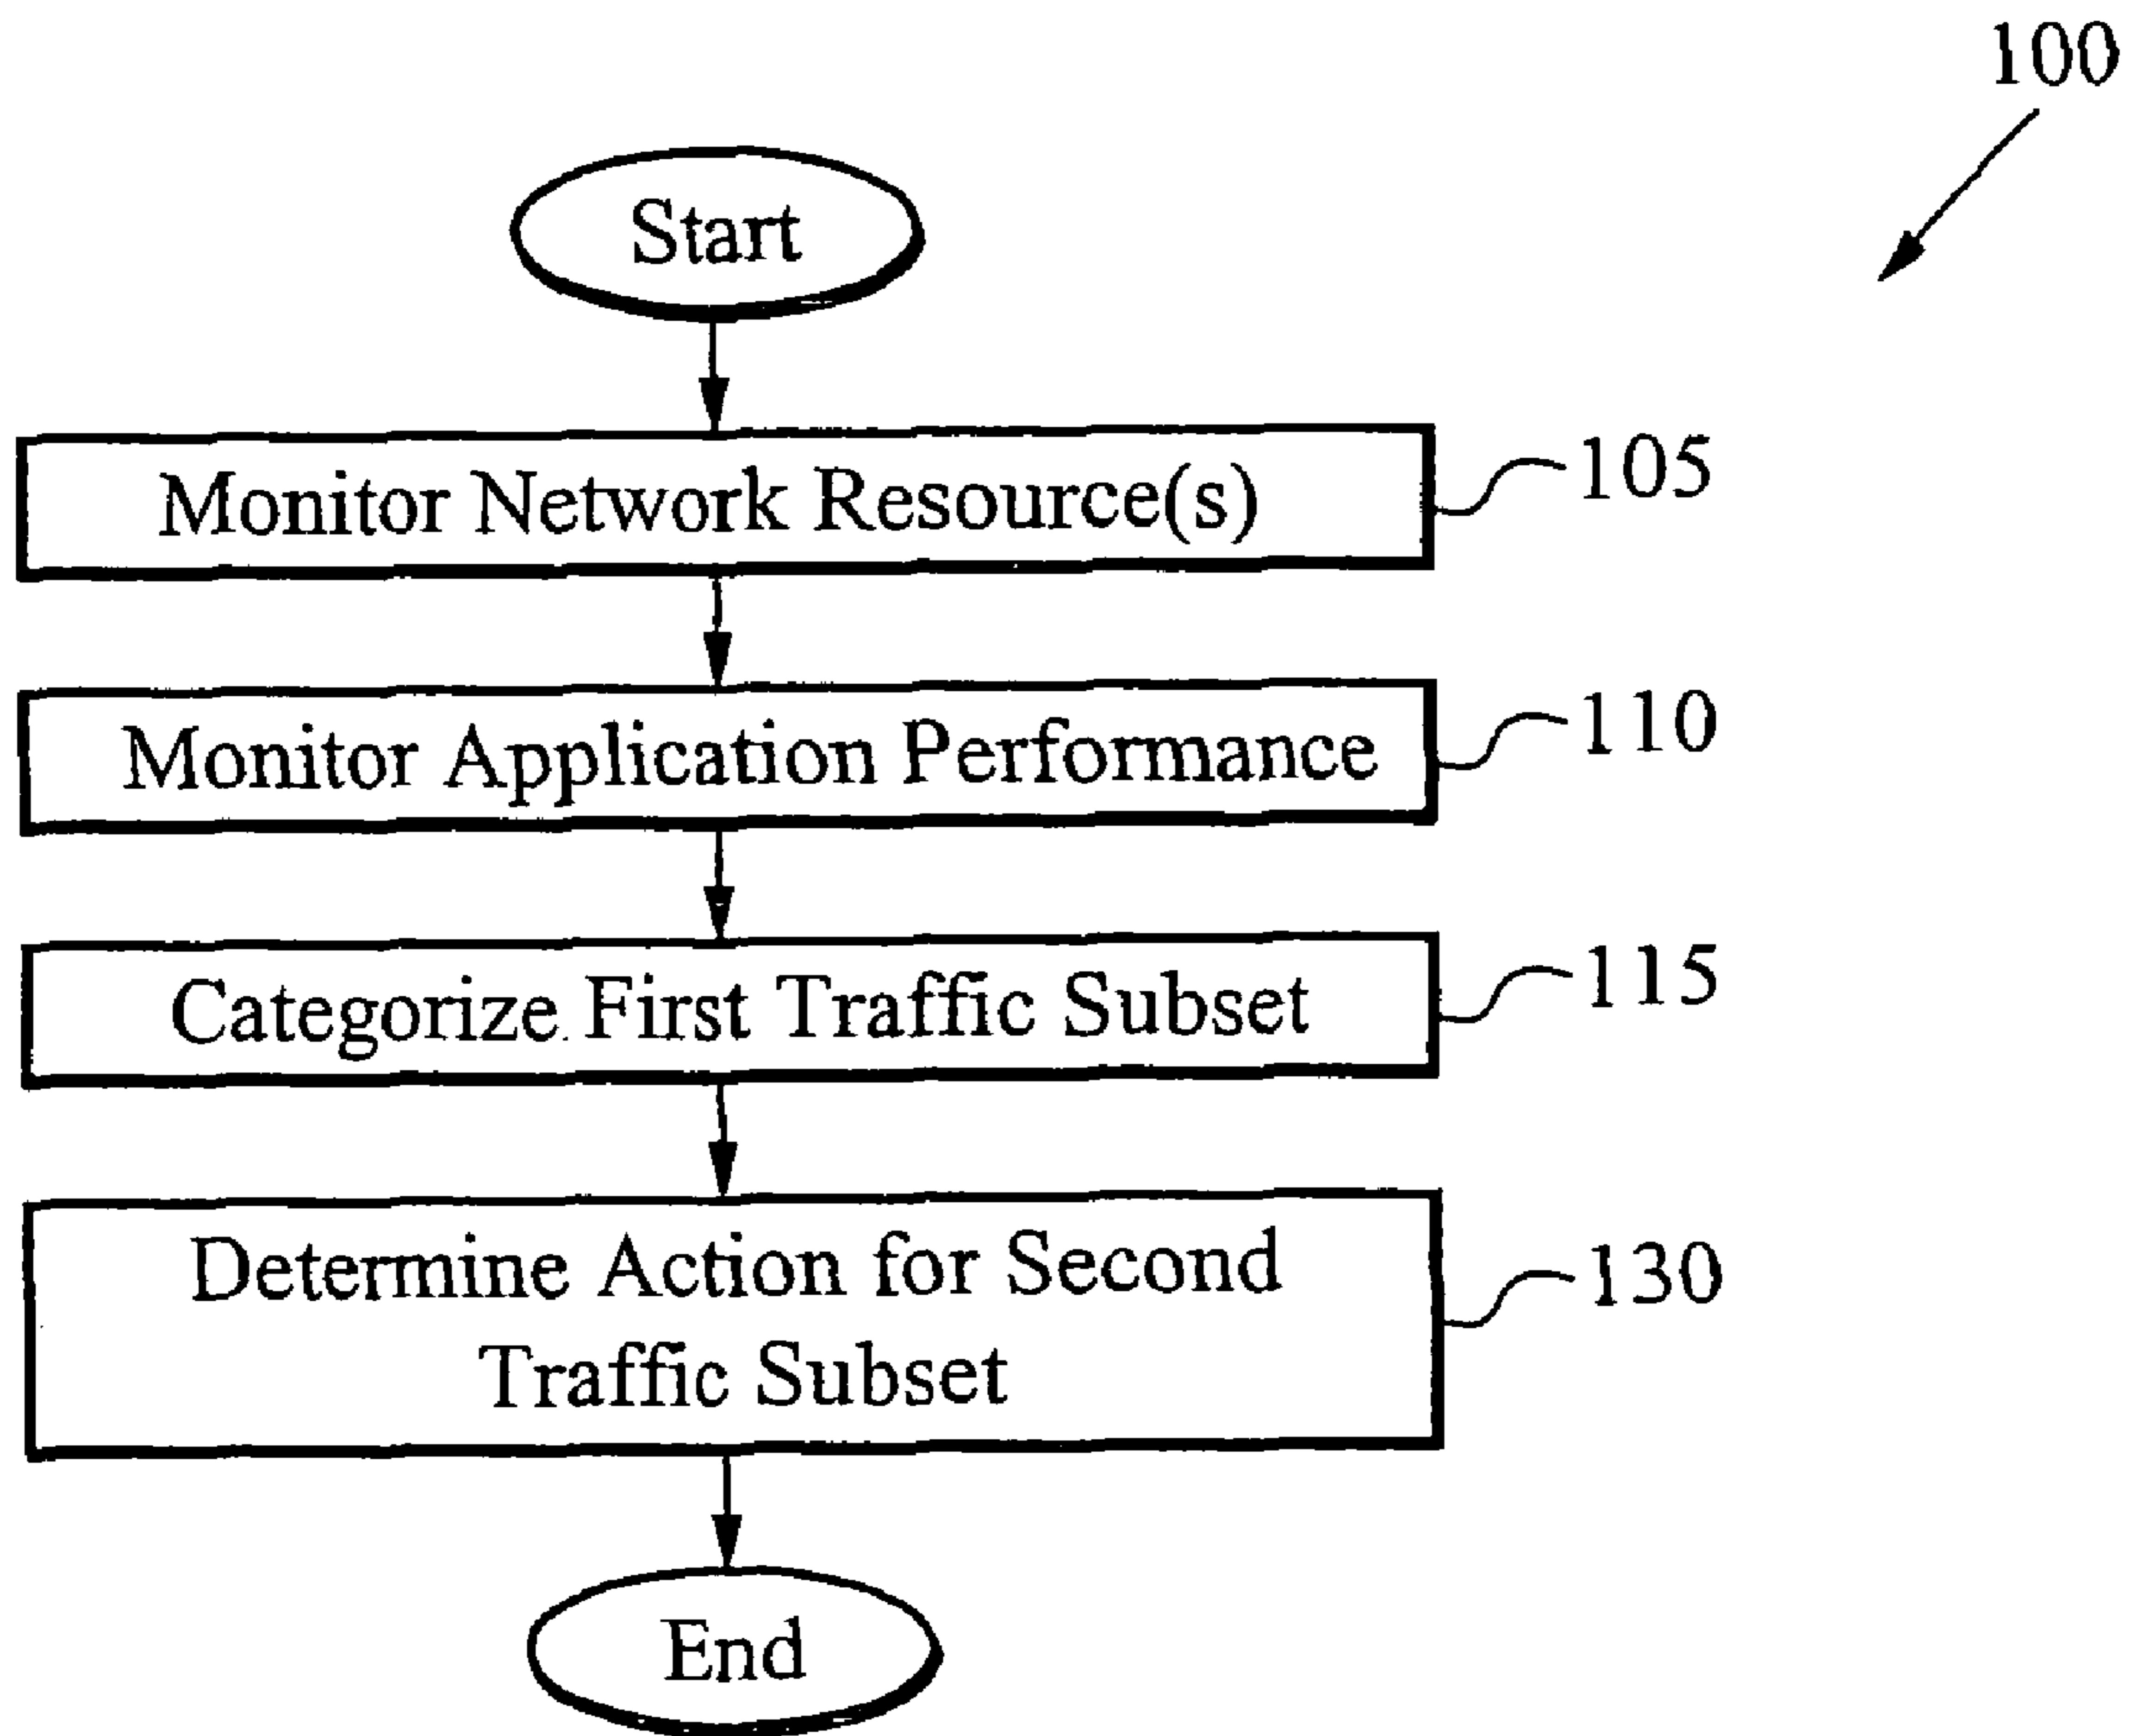 100
Start
Monitor Network Resource(s)
105
Monitor Application Performance
110
Categorize First Traffic Subset
115
Determine Action for Second
Traffic Subset
130
End